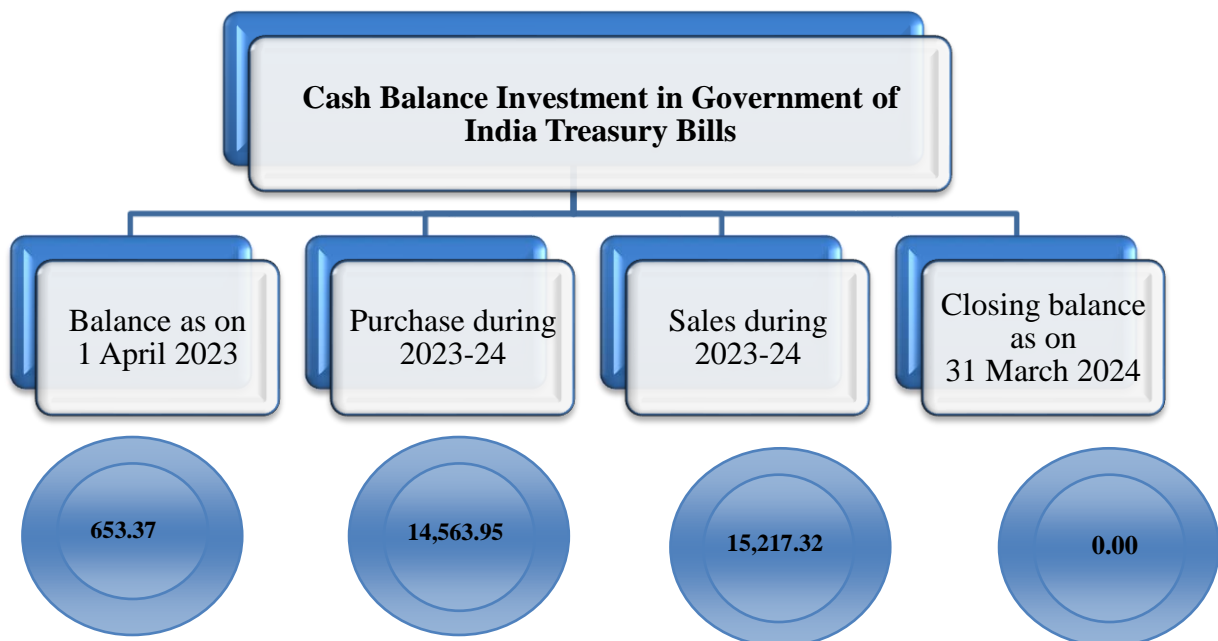 Cash Balance Investment in Government of
India Treasury Bills
Balance as on
1 April 2023
Purchase during
2023-24
Sales during
2023-24
Closing balance
as on
31 March 2024
653.37
14,563.95
15,217.32
0.00